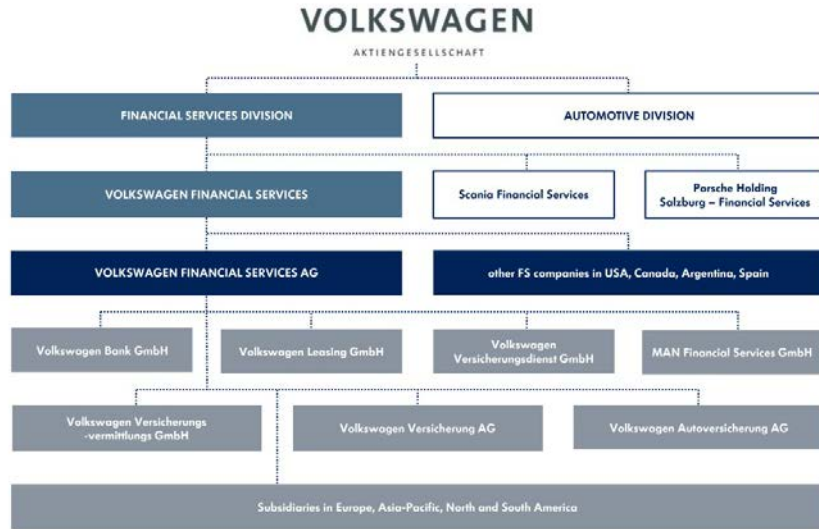 VOLKSWAGEN
AKTIENGESELLSCHAFT
FINANCIAL SERVICES DIVISION
AUTOMOTIVE DIVISION
VOLKSWAGEN FINANCIAL SERVICES
Scania Financial Services
Porsche Holding
Salzburg – Financial Services
VOLKSWAGEN FINANCIAL SERVICES AG
other FS companies in USA, Canada, Argentina, Spain
Volkswagen Bank GmbH
Volkswagen Leasing GmbH
Volkswagen
Versicherungsdienst GmbH
MAN Financial Services GmbH
Volkswagen Versicherungs
-vermittlungs GmbH
Volkswagen Versicherung AG
Volkswagen Autoversicherung AG
Subsidiaries in Europe, Asia-Pacific, North and South America